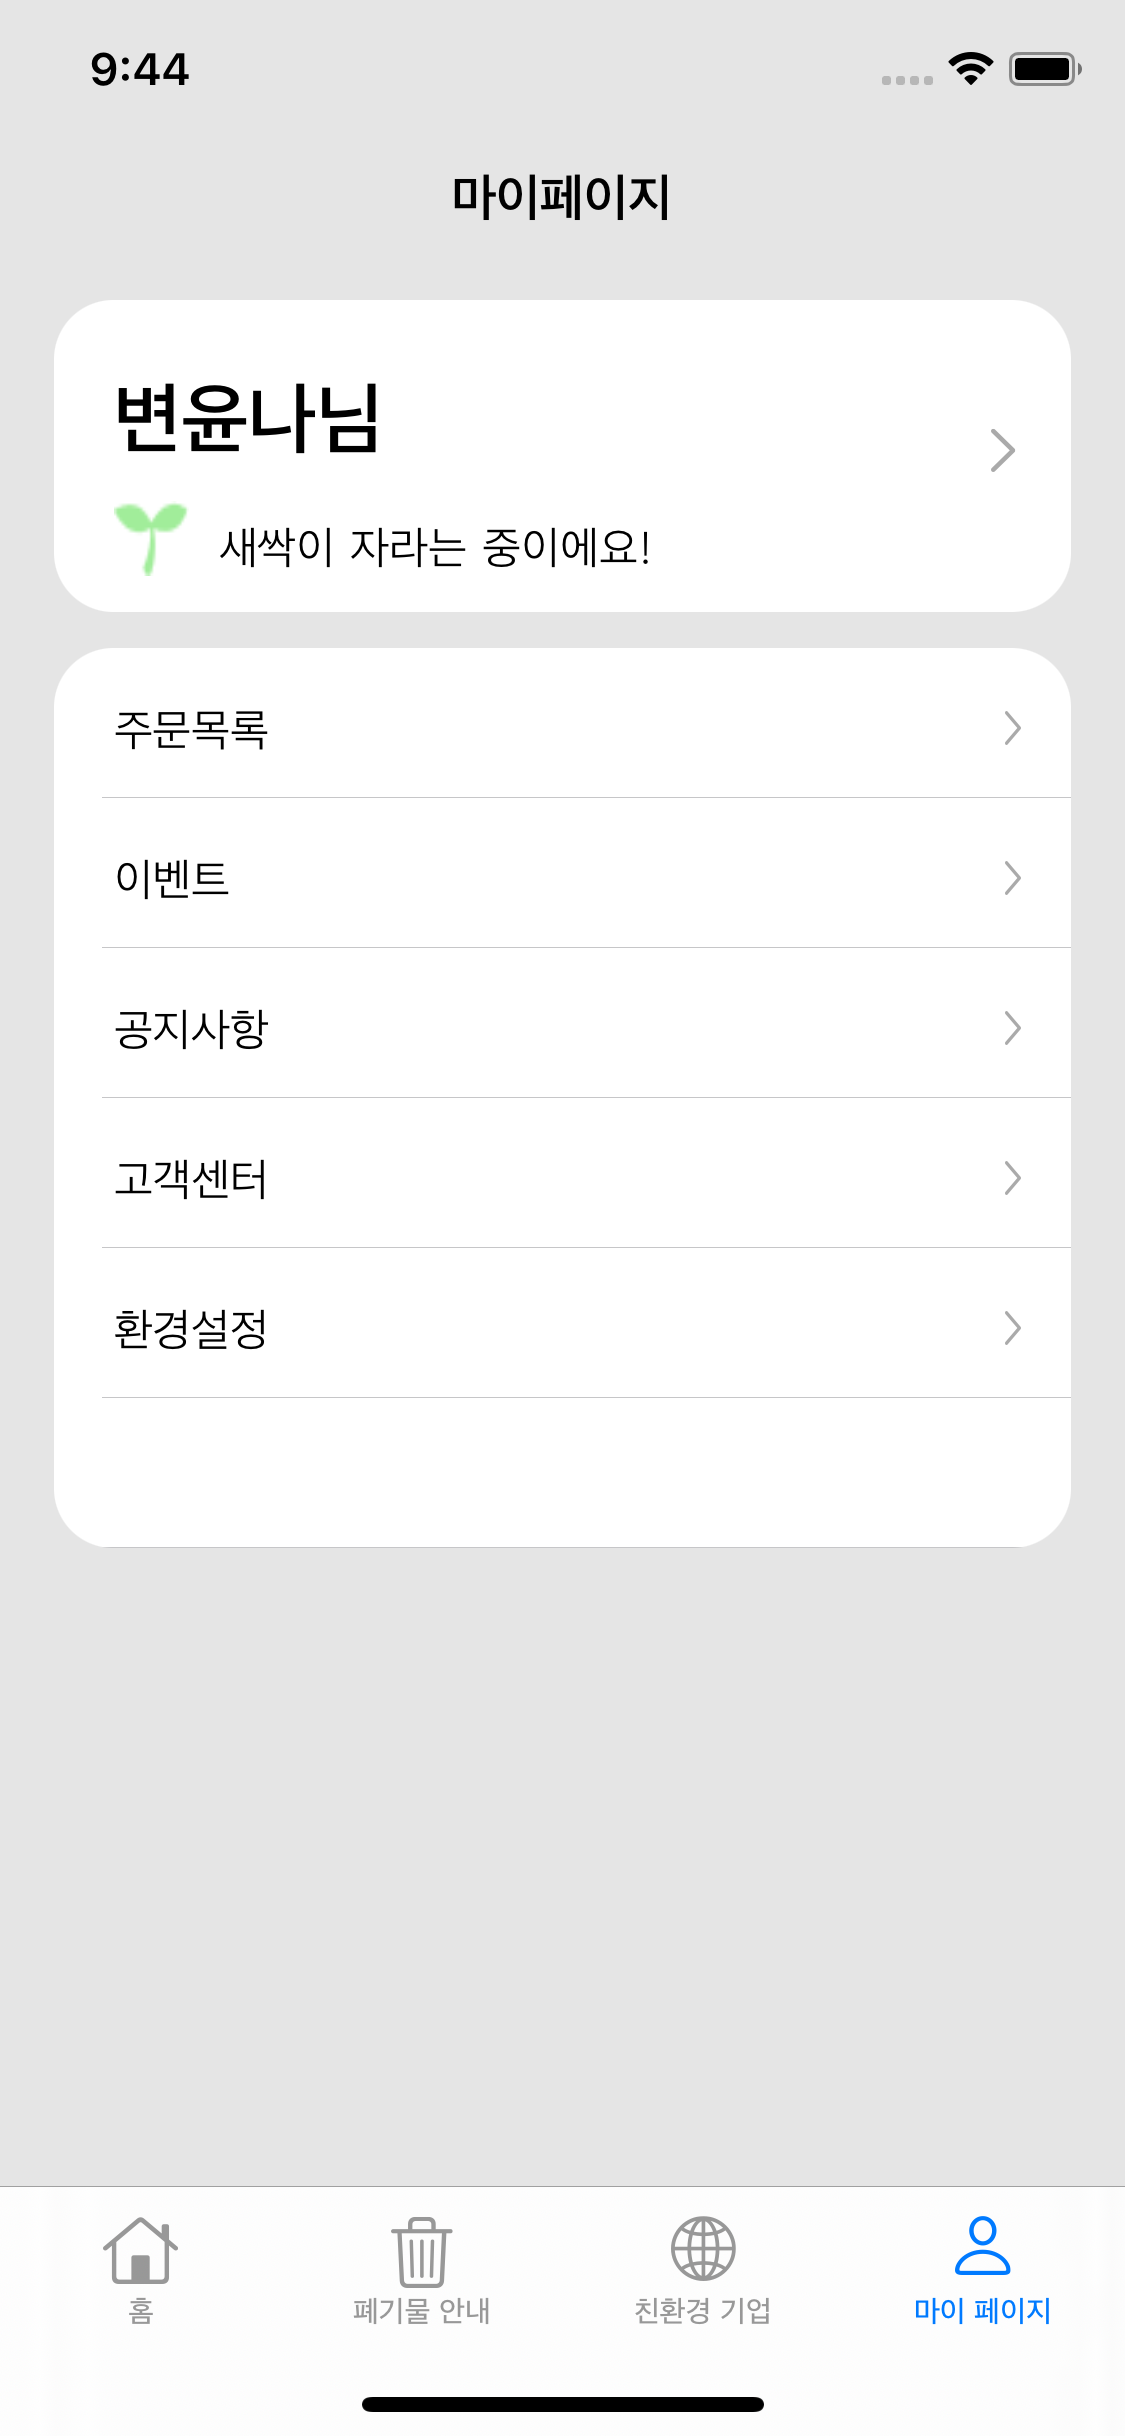 9:44
마이페이지
변윤나님
새싹이 자라는 중이에요!
주문목록
이벤트
공지사항
고객센터
환경설정
홈
폐기물 안내
친환경 기업
마이 페이지